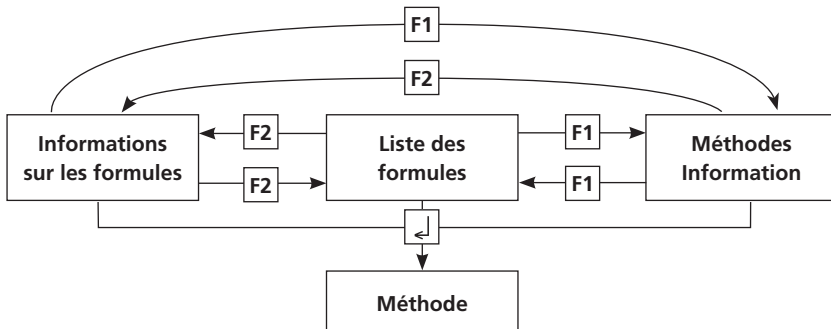 F1
F2
Informations
sur les formules
F2
F2
Liste des
formules
F1
F1
Méthodes
Information
↲
Méthode